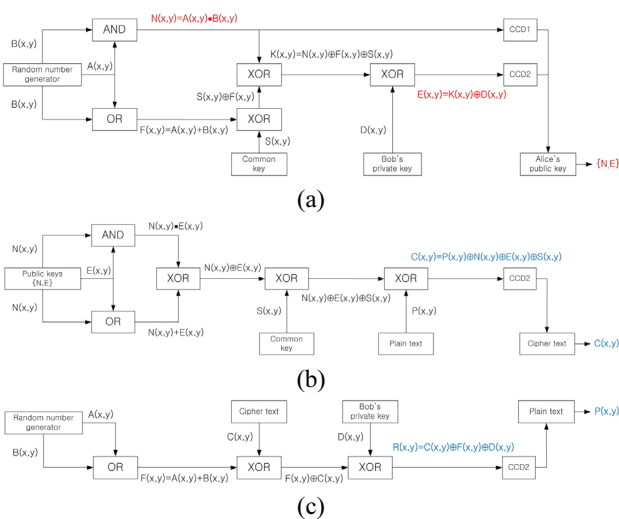 N(x,y)=A(x,y)●B(x,y)
AND
CCD1
B(x,y)
K(x,y)=N(x,y)⊕F(x,y)⊕S(x,y)
Random number
generator
A(x,y)
XOR
XOR
CCD2
S(x,y)⊕F(x,y)
E(x,y)=K(x,y)⊕D(x,y)
B(x,y)
OR
XOR
F(x,y)=A(x,y)+B(x,y)
D(x,y)
S(x,y)
Common
key
Bob's
private key
Alice's
public key
{N,E}
(a)
N(x,y)●E(x,y)
AND
N(x,y)
C(x,y)=P(x,y)⊕N(x,y)⊕E(x,y)⊕S(x,y)
Public keys
{N,E}
E(x,y)
XOR
N(x,y)⊕E(x,y)
XOR
XOR
CCD2
N(x,y)⊕E(x,y)⊕S(x,y)
N(x,y)
S(x,y)
P(x,y)
OR
N(x,y)+E(x,y)
Common
key
Plain text
Cipher text
C(x,y)
(b)
Random number
generator
A(x,y)
Cipher text
Bob's
private key
Plain text
P(x,y)
C(x,y)
D(x,y)
B(x,y)
R(x,y)=C(x,y)⊕F(x,y)⊕D(x,y)
OR
XOR
XOR
CCD2
F(x,y)=A(x,y)+B(x,y)
F(x,y)⊕C(x,y)
(c)